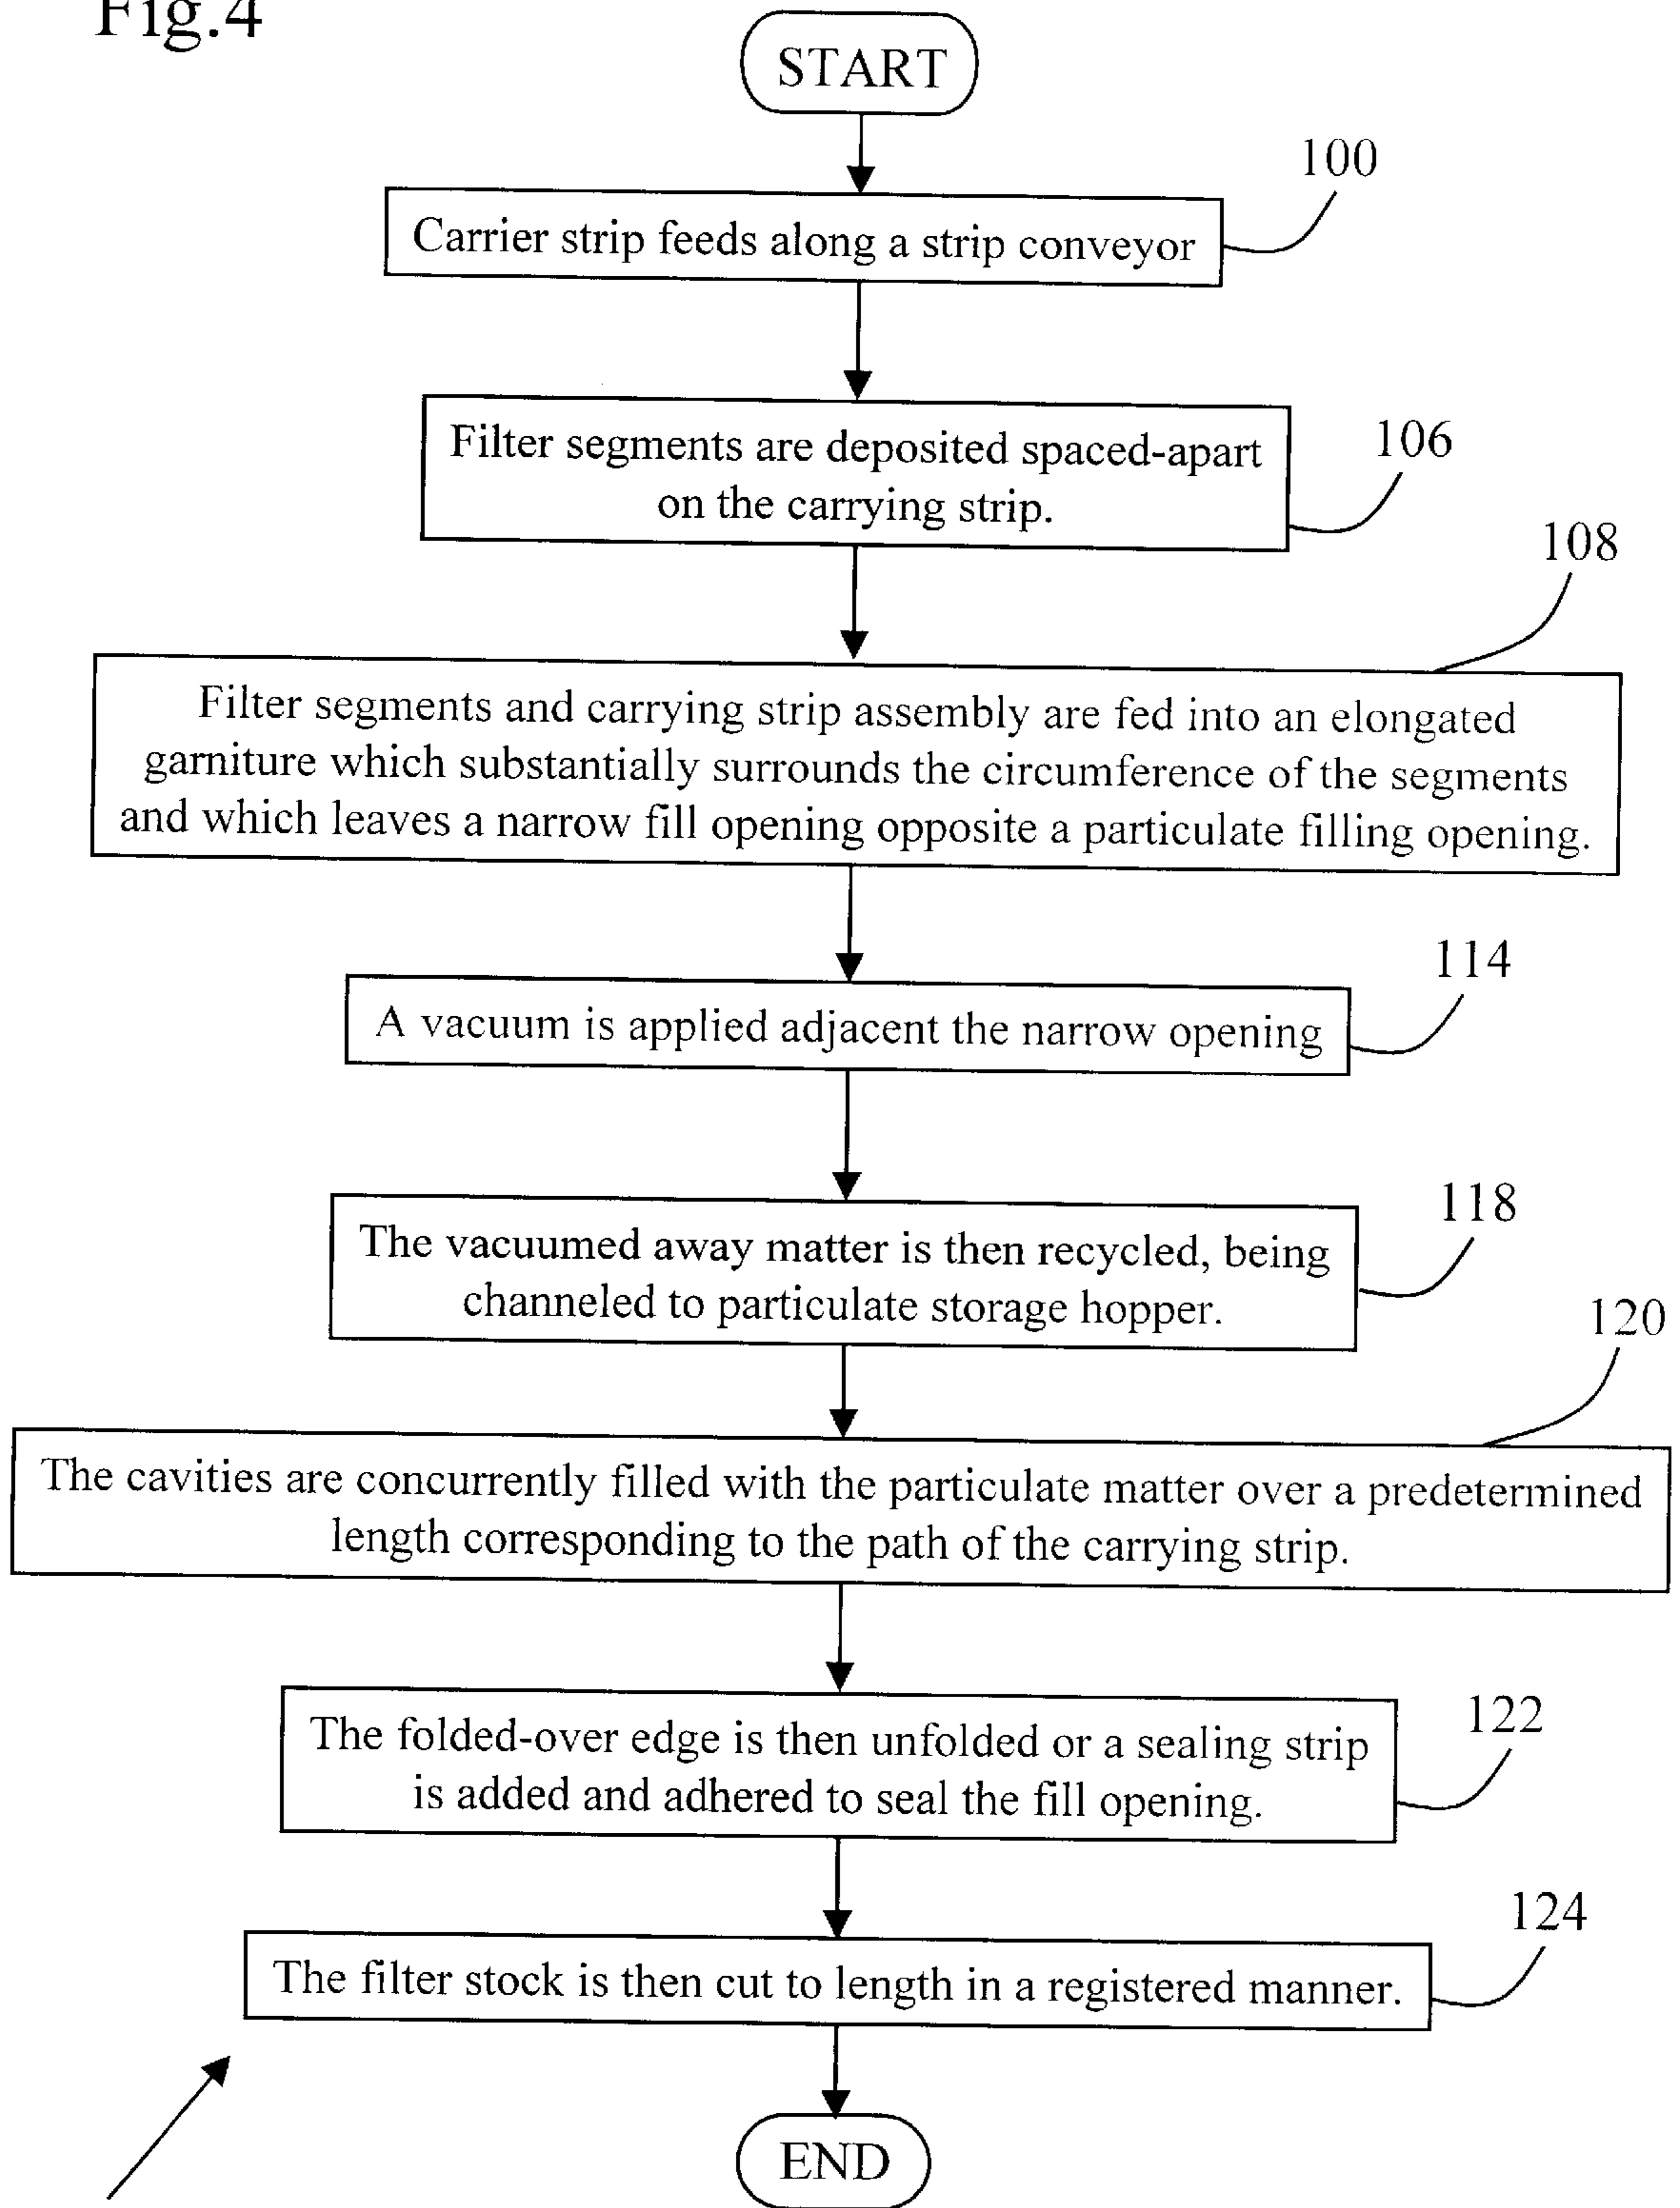 Fig.4
START
100
Carrier strip feeds along a strip conveyor
106
Filter segments are deposited spaced-apart
on the carrying strip.
108
Filter segments and carrying strip assembly are fed into an elongated
garniture which substantially surrounds the circumference of the segments
and which leaves a narrow fill opening opposite a particulate filling opening.
114
A vacuum is applied adjacent the narrow opening
118
The vacuumed away matter is then recycled, being
channeled to particulate storage hopper.
120
The cavities are concurrently filled with the particulate matter over a predetermined
length corresponding to the path of the carrying strip.
122
The folded-over edge is then unfolded or a sealing strip
is added and adhered to seal the fill opening.
124
The filter stock is then cut to length in a registered manner.
END